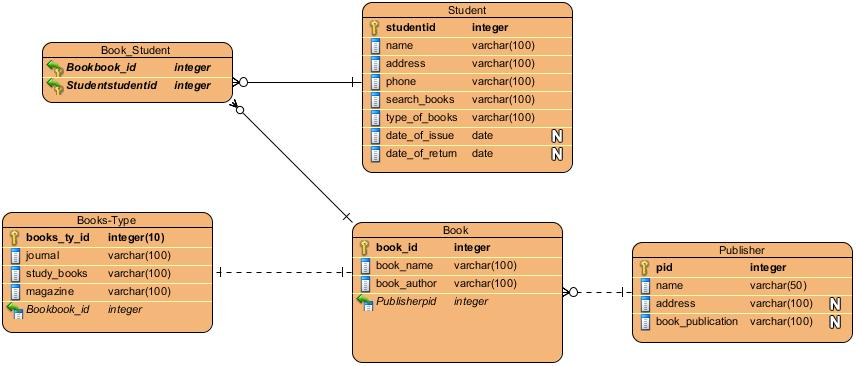 Student
studentid integer
name varchar(100)
address varchar(100)
phone varchar(100)
search_books varchar(100)
type_of_books varchar(100)
date_of_issue date N
date_of_return date N
Book_Student
Bookbook_id integer
Studentstudentid integer
Books-Type
books_ty_id integer(10)
journal varchar(100)
study_books varchar(100)
magazine varchar(100)
Bookbook_id integer
Book
book_id integer
book_name varchar(100)
book_author varchar(100)
Publisherpid integer
Publisher
pid integer
name varchar(50)
address varchar(100) N
book_publication varchar(100) N